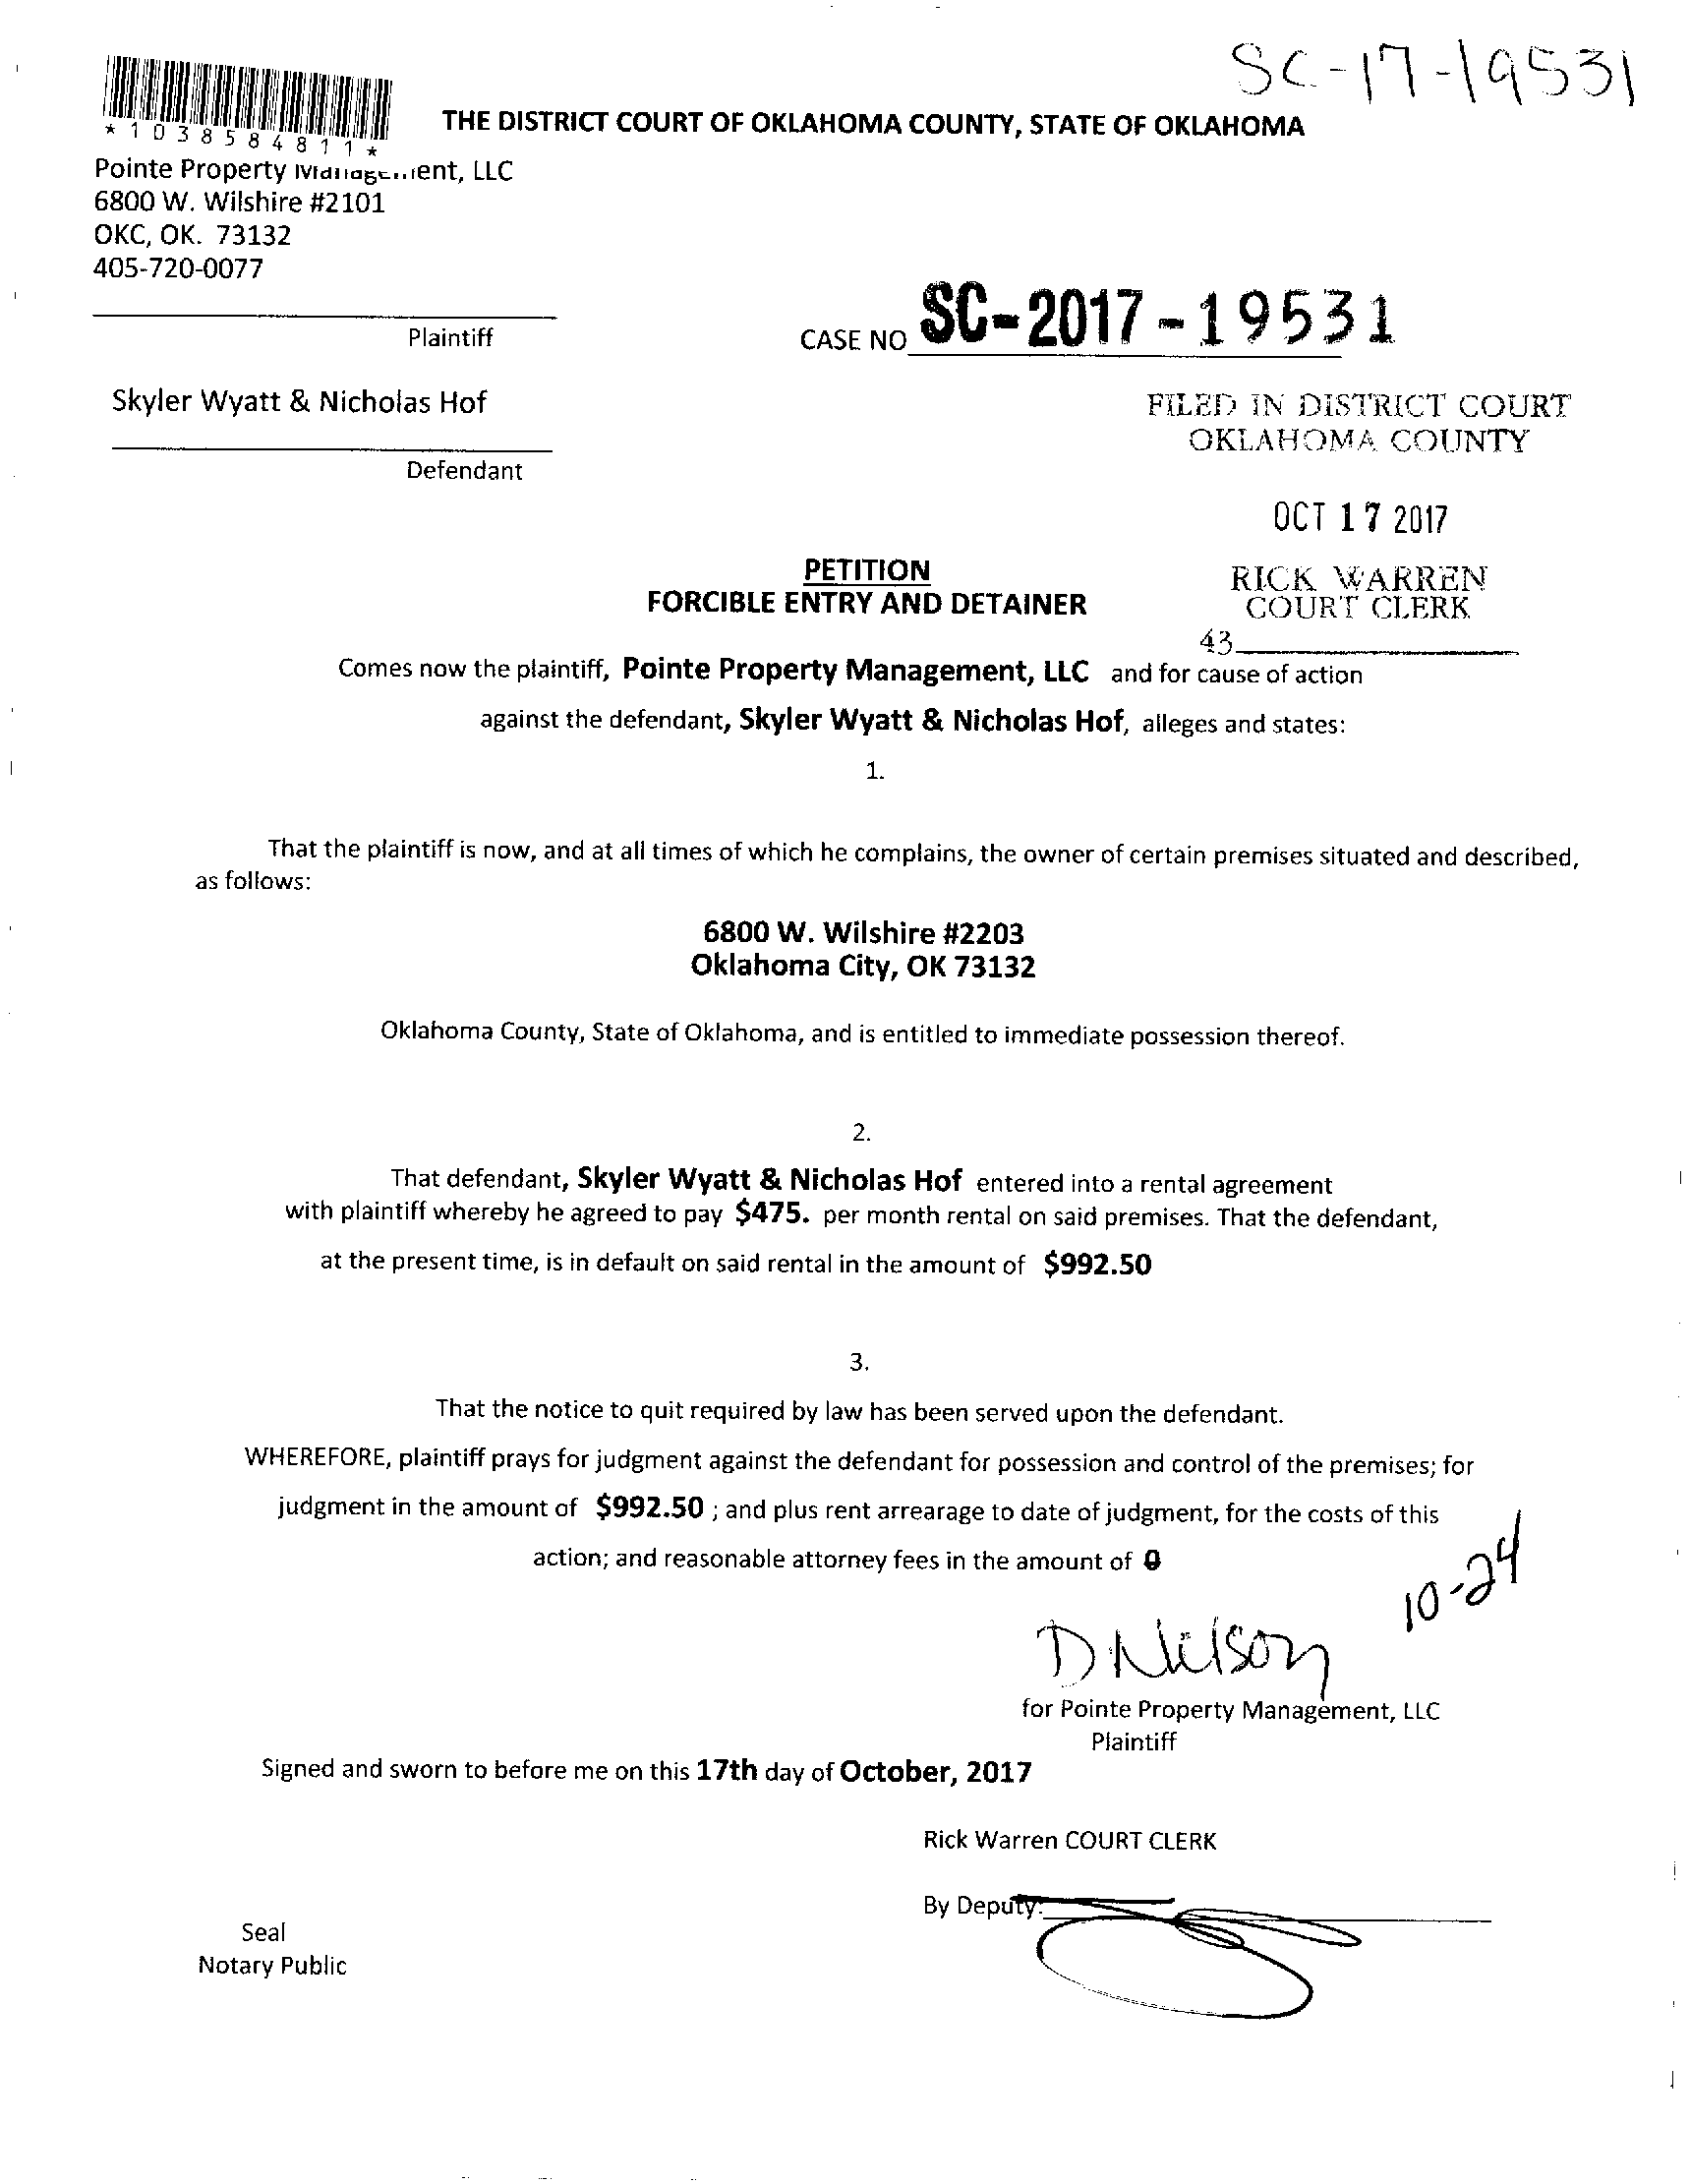 SC-17-19531
*1038584811*
THE DISTRICT COURT OF OKLAHOMA COUNTY, STATE OF OKLAHOMA
Pointe Property Management, LLC
6800 W. Wilshire #2101
OKC, OK. 73132
405-720-0077
Plaintiff
CASE NO SC-2017-19531
Skyler Wyatt & Nicholas Hof
Defendant
FILED IN DISTRICT COURT
OKLAHOMA COUNTY
OCT 17 2017
RICK WARREN
COURT CLERK
43
PETITION
FORCIBLE ENTRY AND DETAINER
Comes now the plaintiff, Pointe Property Management, LLC and for cause of action
against the defendant, Skyler Wyatt & Nicholas Hof, alleges and states:
1.
That the plaintiff is now, and at all times of which he complains, the owner of certain premises situated and described,
as follows:
6800 W. Wilshire #2203
Oklahoma City, OK 73132
Oklahoma County, State of Oklahoma, and is entitled to immediate possession thereof.
2.
That defendant, Skyler Wyatt & Nicholas Hof entered into a rental agreement
with plaintiff whereby he agreed to pay $475. per month rental on said premises. That the defendant,
at the present time, is in default on said rental in the amount of $992.50
3.
That the notice to quit required by law has been served upon the defendant.
WHEREFORE, plaintiff prays for judgment against the defendant for possession and control of the premises; for
judgment in the amount of $992.50 ; and plus rent arrearage to date of judgment, for the costs of this
action; and reasonable attorney fees in the amount of 0
10-24
D Nelson
for Pointe Property Management, LLC
Plaintiff
Signed and sworn to before me on this 17th day of October, 2017
Rick Warren COURT CLERK
By Deputy:
Seal
Notary Public